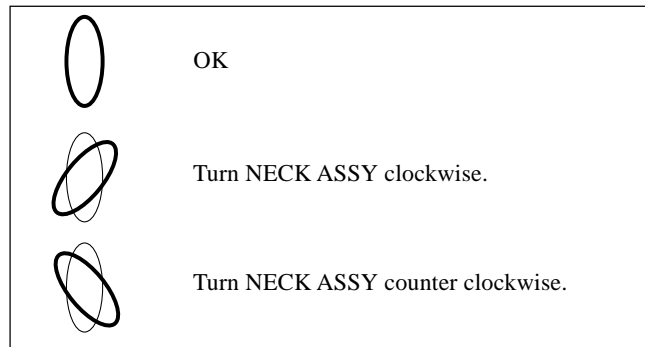 OK
Turn NECK ASSY clockwise.
Turn NECK ASSY counter clockwise.